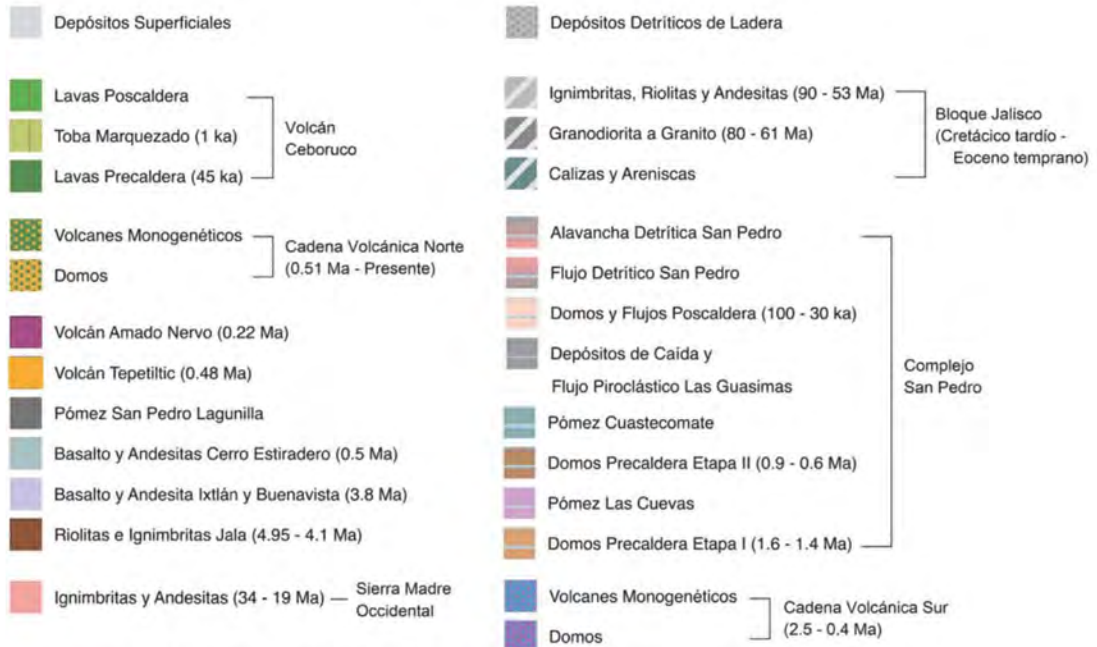 Depósitos Superficiales
Lavas Poscaldera
Toba Marquezado (1 ka)
Lavas Precaldera (45 ka)
Volcán
Ceboruco
Volcanes Monogenéticos
Domos
Cadena Volcánica Norte
(0.51 Ma - Presente)
Volcán Amado Nervo (0.22 Ma)
Volcán Tepetiltic (0.48 Ma)
Pómez San Pedro Lagunilla
Basalto y Andesitas Cerro Estiradero (0.5 Ma)
Basalto y Andesita Ixtlán y Buenavista (3.8 Ma)
Riolitas e Ignimbritas Jala (4.95 - 4.1 Ma)
Ignimbritas y Andesitas (34 - 19 Ma)
Sierra Madre
Occidental
Depósitos Detríticos de Ladera
Ignimbritas, Riolitas y Andesitas (90 - 53 Ma)
Granodiorita a Granito (80 - 61 Ma)
Calizas y Areniscas
Bloque Jalisco
(Cretácico tardío -
Eoceno temprano)
Alavancha Detrítica San Pedro
Flujo Detrítico San Pedro
Domos y Flujos Poscaldera (100 - 30 ka)
Depósitos de Caída y
Flujo Piroclástico Las Guasimas
Pómez Cuastecomate
Domos Precaldera Etapa II (0.9 - 0.6 Ma)
Pómez Las Cuevas
Domos Precaldera Etapa I (1.6 - 1.4 Ma)
Complejo
San Pedro
Volcanes Monogenéticos
Domos
Cadena Volcánica Sur
(2.5 - 0.4 Ma)